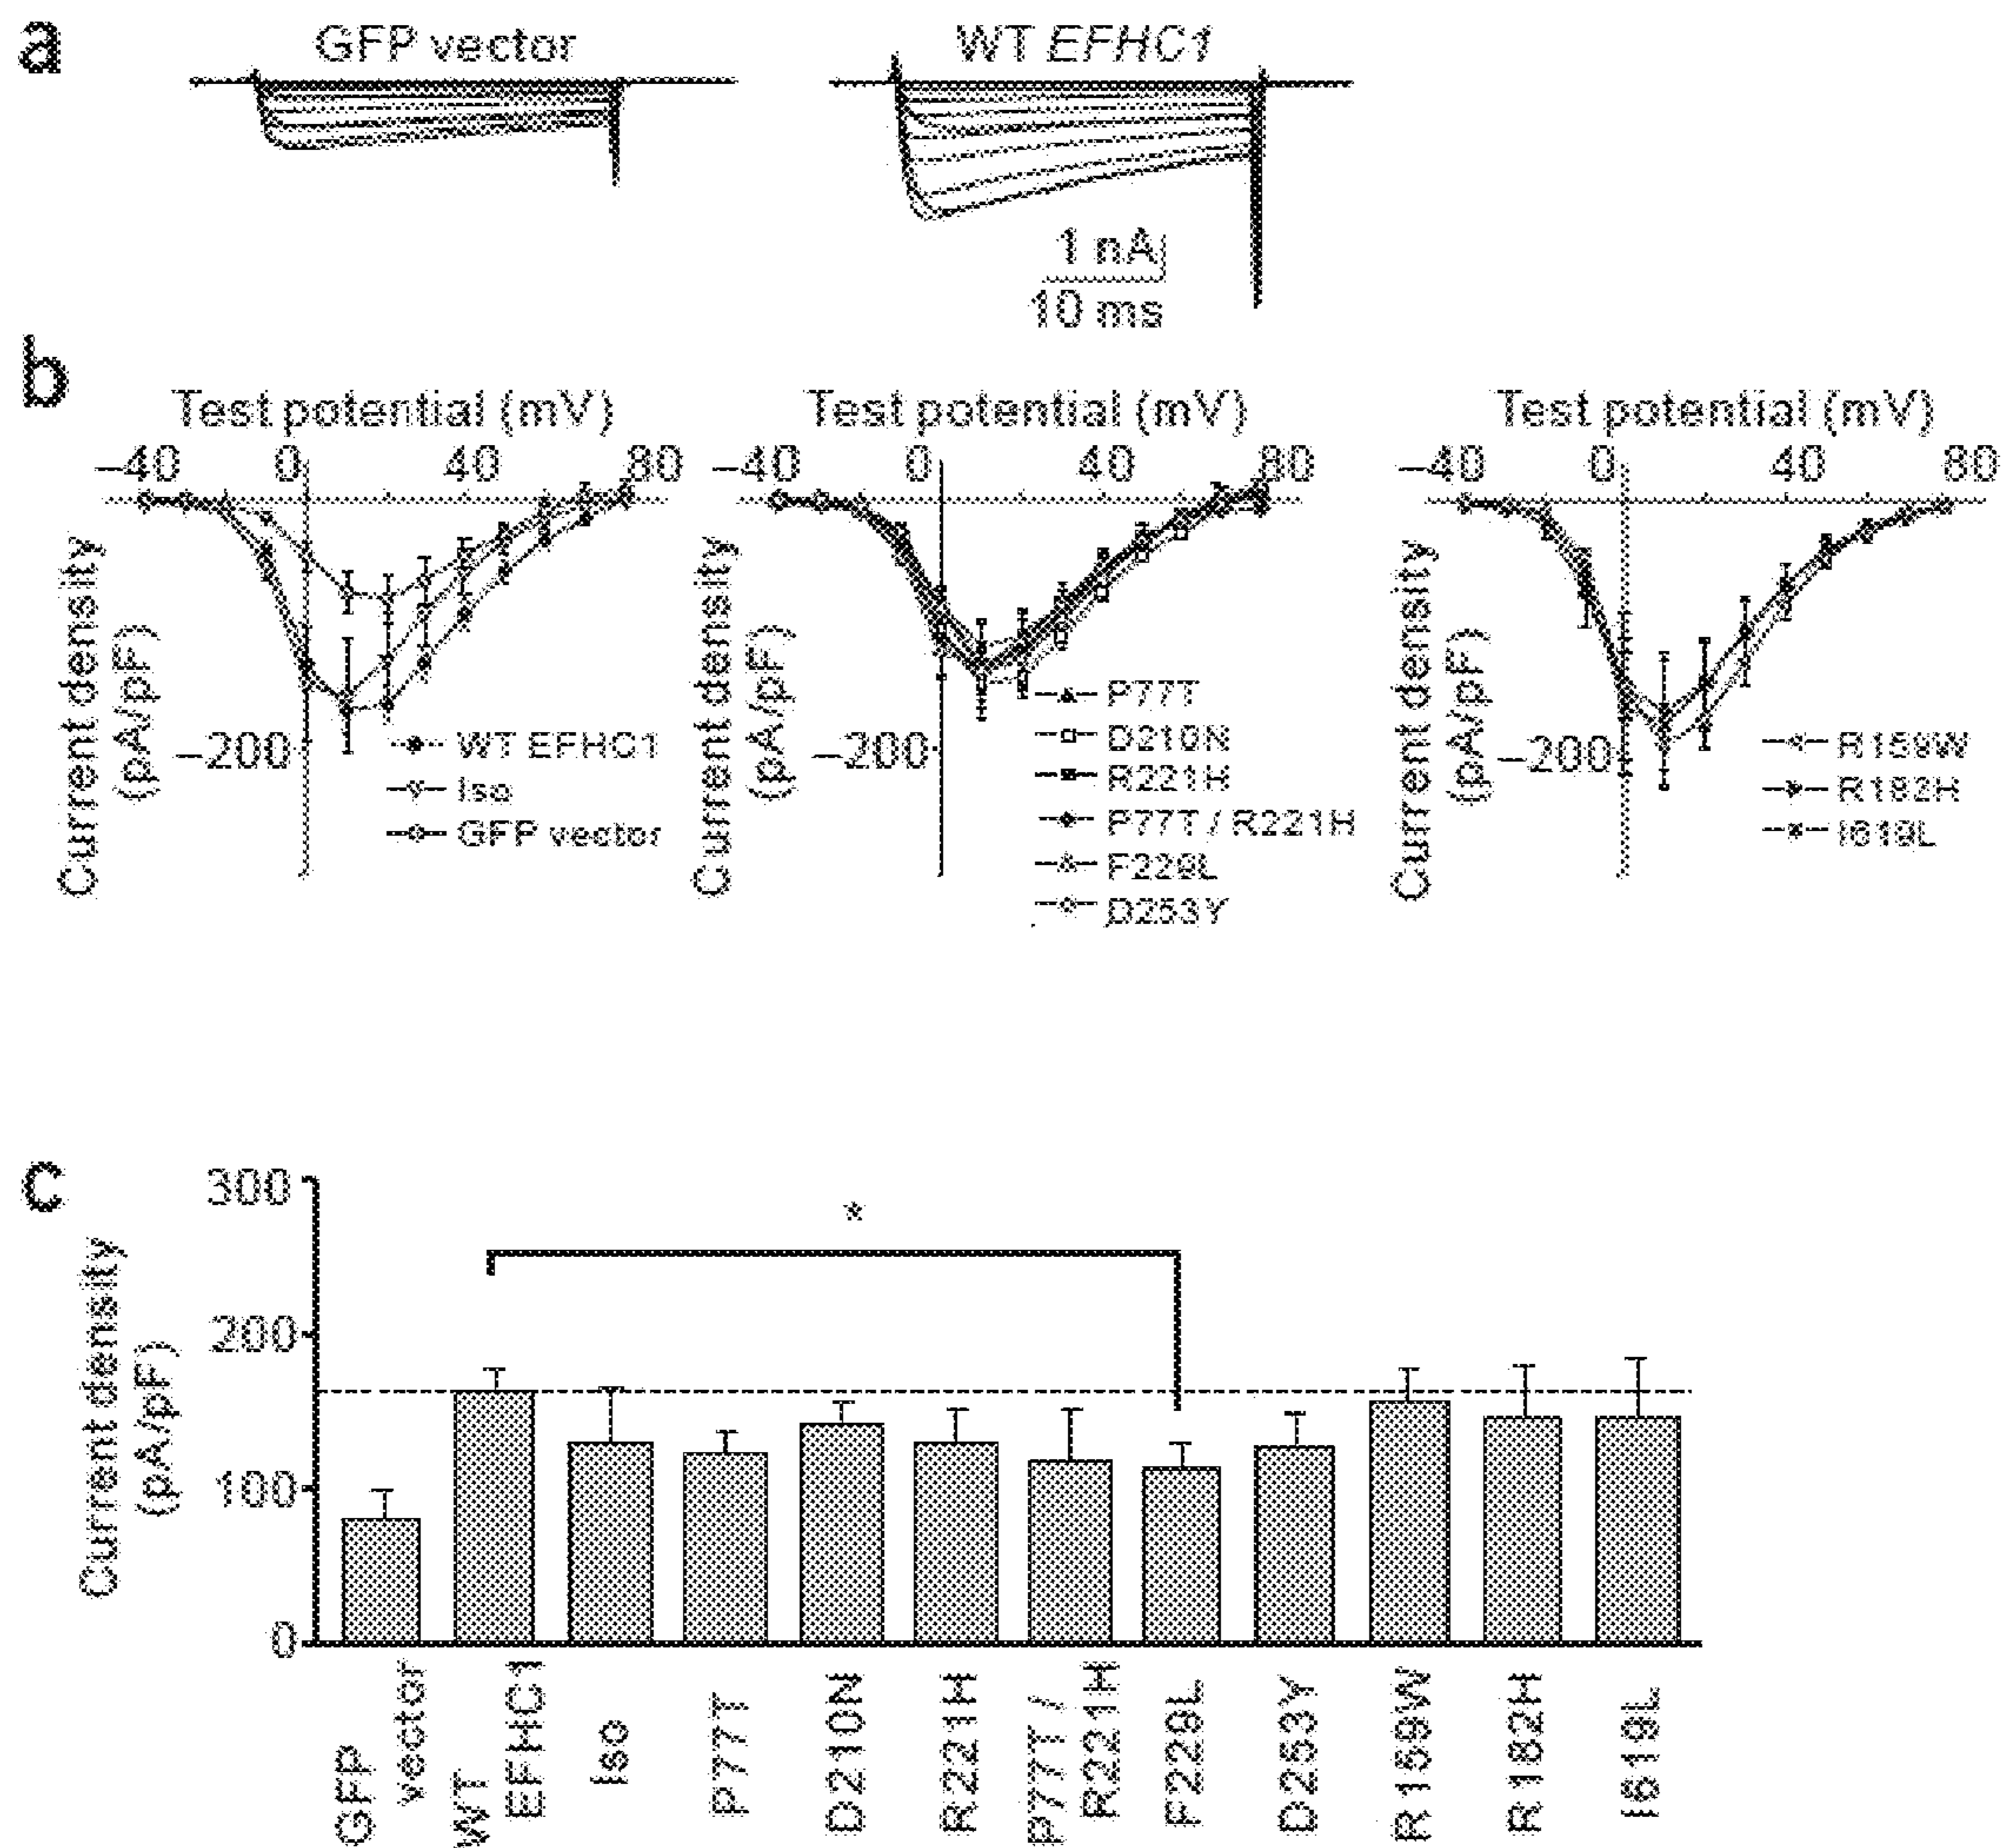 a
GFP vector
WT EFHC1
1 nA
10 ms
b
Test potential (mV)
−40 0 40 80
Current density
(pA/pF)
−200
WT EFHC1
Iso
GFP vector
Test potential (mV)
−40 0 40 80
Current density
(pA/pF)
−200
P77T
D210N
R221H
P77T / R221H
F229L
D253Y
Test potential (mV)
−40 0 40 80
Current density
(pA/pF)
−200
R159W
R182H
I619L
c
Current density
(pA/pF)
300
200
100
0
*
GFP
vector
WT
EFHC1
Iso
P77T
D210N
R221H
P77T /
R221H
F229L
D253Y
R159W
R182H
I619L